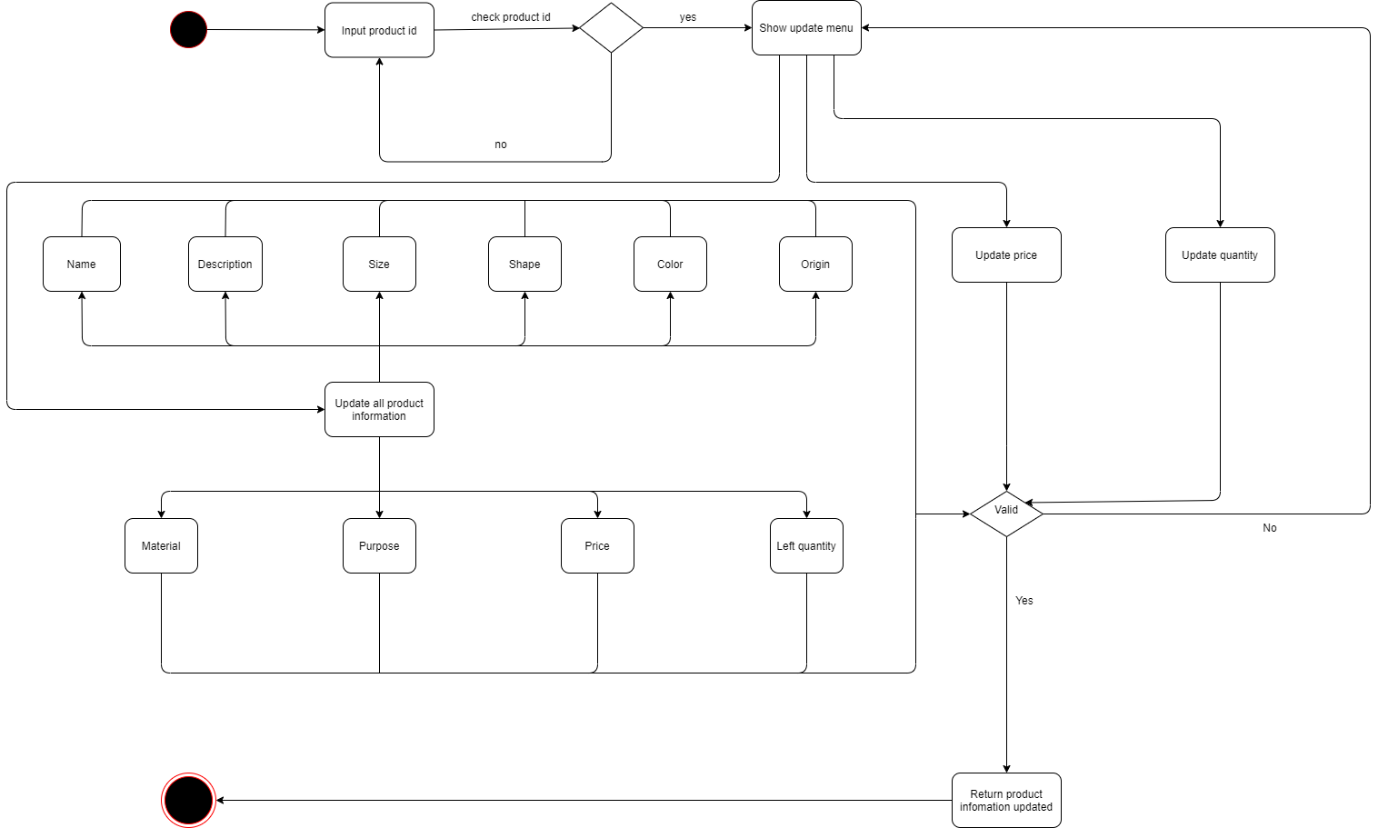 Input product id
check product id
yes
Show update menu
no
Name
Description
Size
Shape
Color
Origin
Update price
Update quantity
Update all product
information
Valid
No
Material
Purpose
Price
Left quantity
Yes
Return product
infomation updated